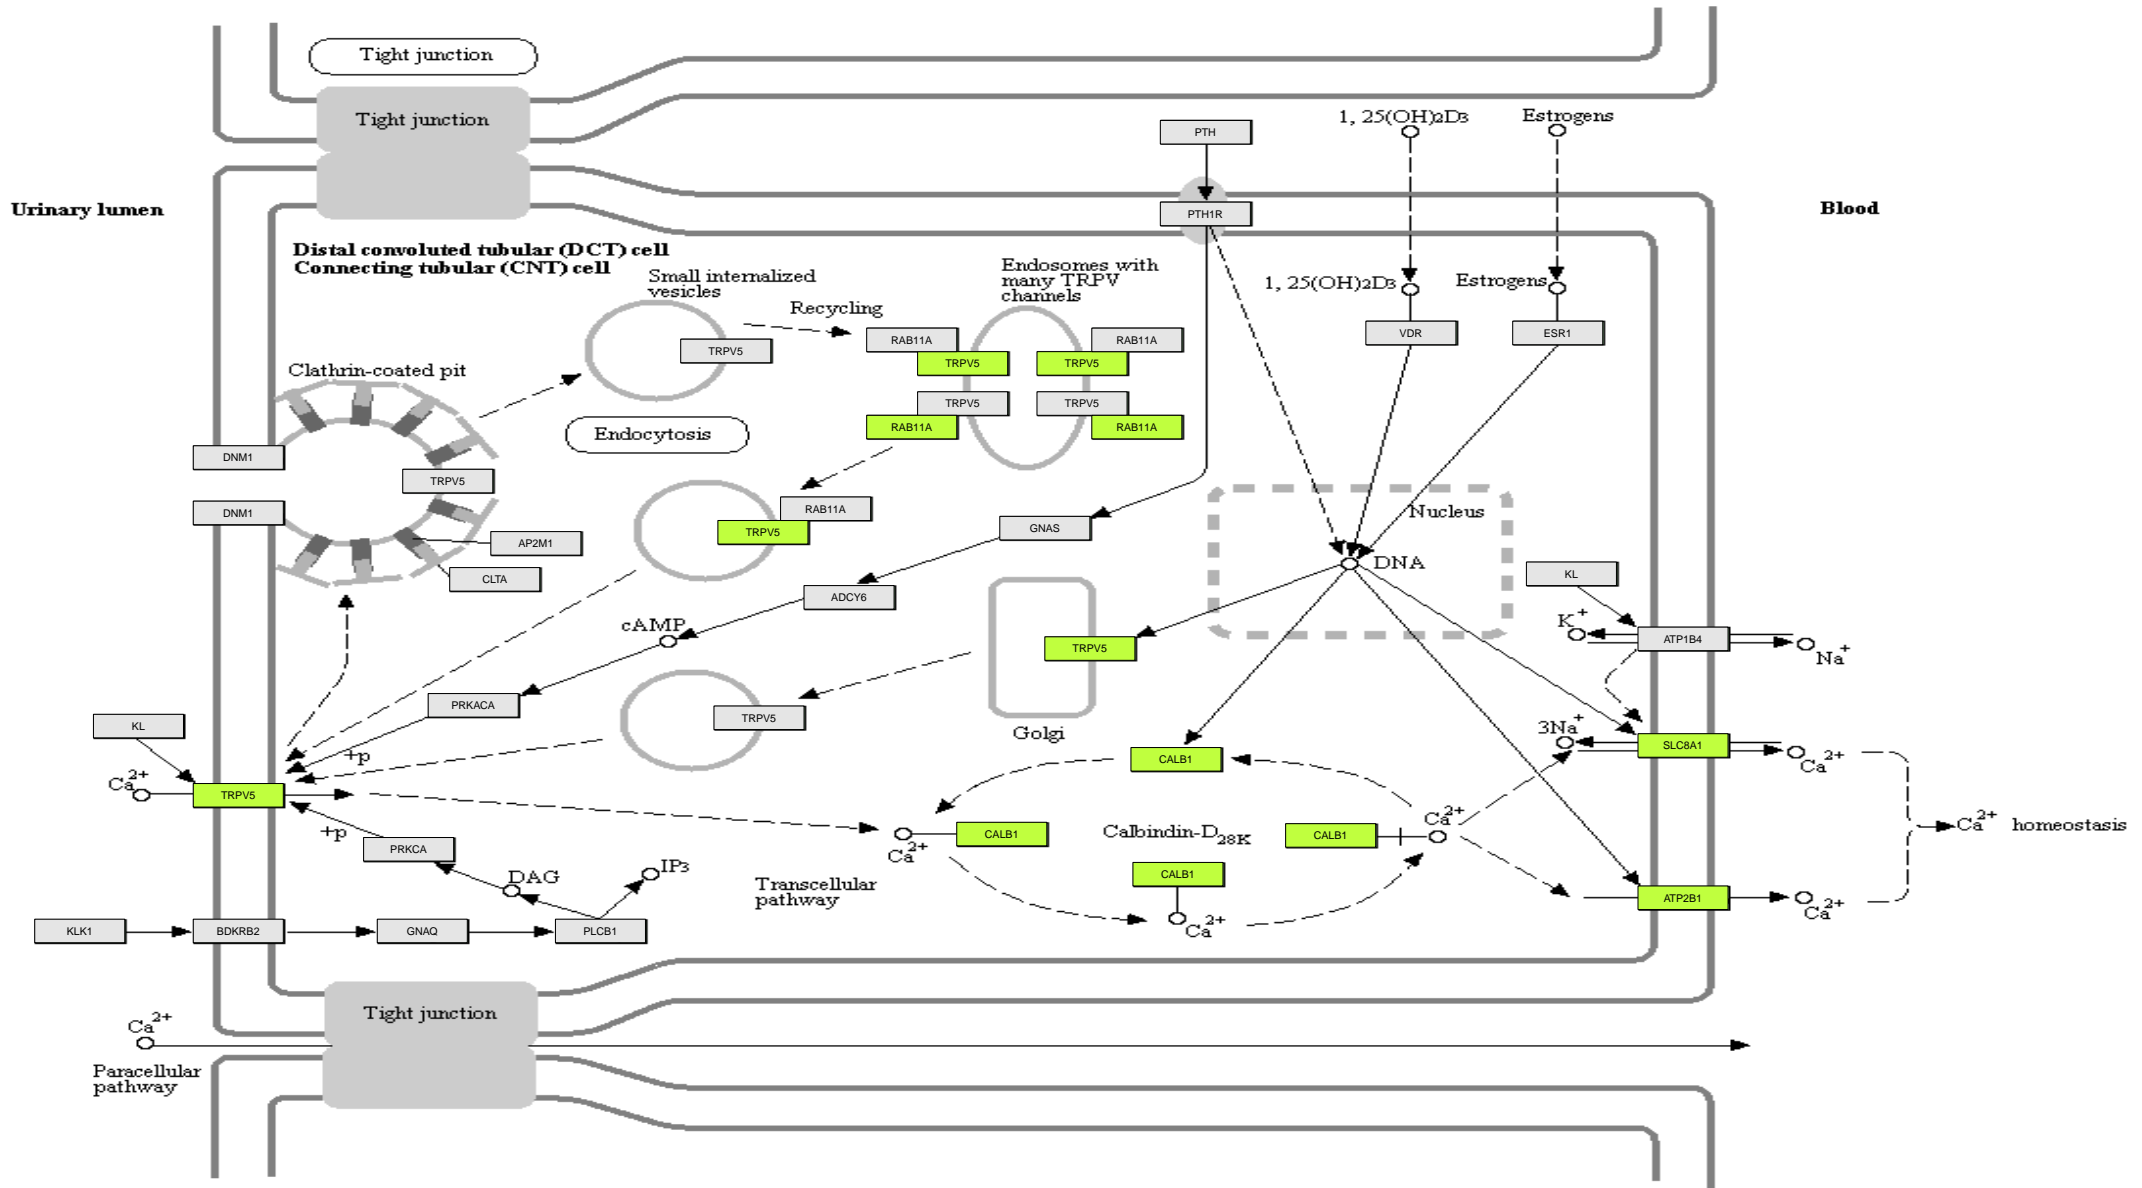 Tight junction
Tight junction
PTH
1, 25(OH)2D3
Estrogens
Urinary lumen
PTH1R
Blood
Distal convoluted tubular (DCT) cell
Connecting tubular (CNT) cell
Small internalized
vesicles
Endosomes with
many TRPV
channels
1, 25(OH)2D3
Estrogens
Recycling
RAB11A
RAB11A
VDR
ESR1
TRPV5
TRPV5
TRPV5
Clathrin-coated pit
TRPV5
TRPV5
Endocytosis
RAB11A
RAB11A
DNM1
TRPV5
RAB11A
DNM1
Nucleus
TRPV5
GNAS
AP2M1
CLTA
DNA
KL
ADCY6
cAMP
K+
ATP1B4
Na+
TRPV5
PRKACA
TRPV5
KL
Golgi
3Na+
SLC8A1
Ca2+
+p
CALB1
Ca2+
TRPV5
+p
Ca2+
CALB1
Calbindin-D28K
CALB1
Ca2+
Ca2+ homeostasis
PRKCA
DAG
IP3
CALB1
Transcellular
pathway
ATP2B1
Ca2+
Ca2+
KLK1
BDKRB2
GNAQ
PLCB1
Tight junction
Ca2+
Paracellular
pathway